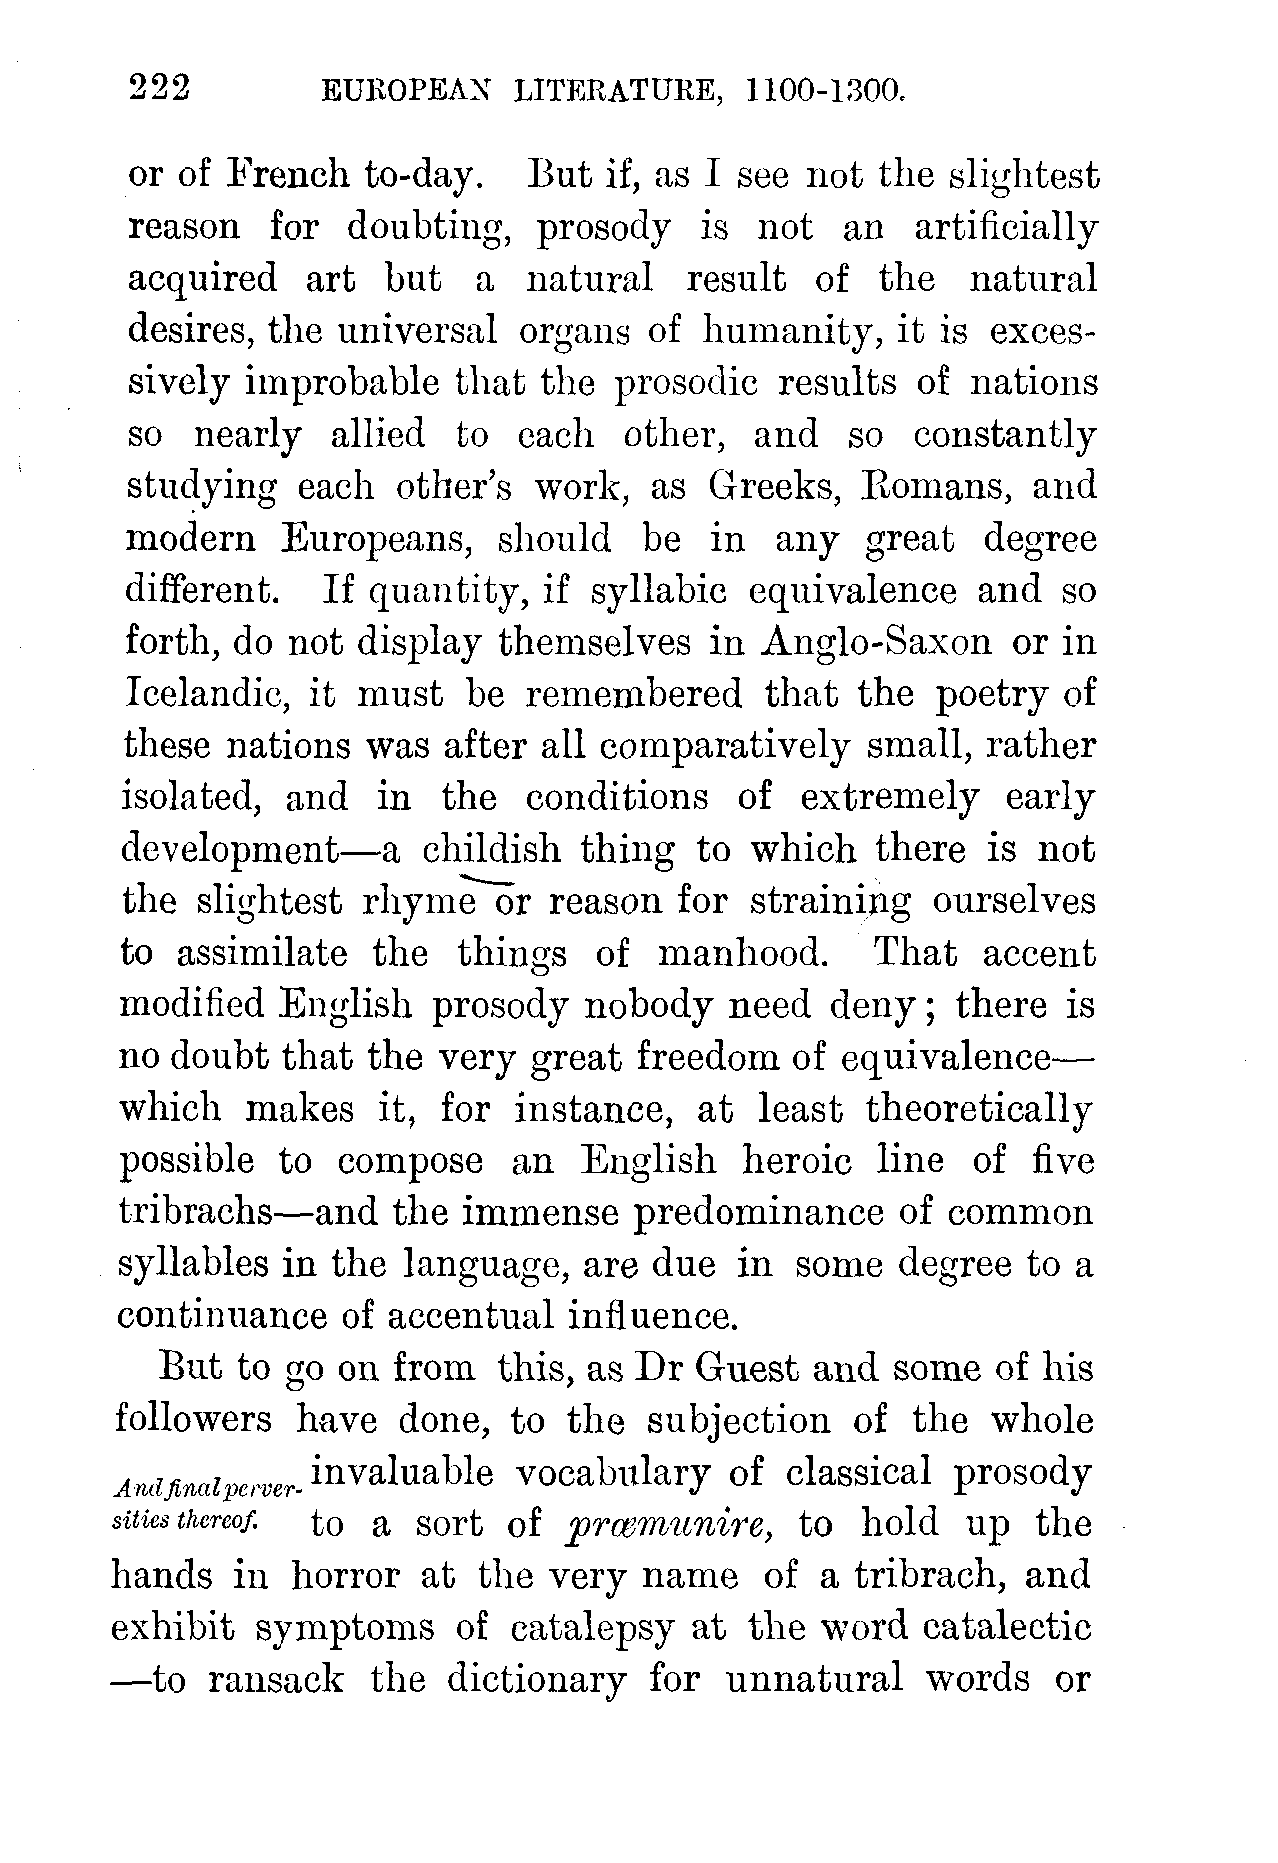 222 EUROPEAN LITERATURE, 1100-1300.
or of French to-day. But if, as I see not the slightest
reason for doubting, prosody is not an artificially
acquired art but a natural result of the natural
desires, the universal organs of humanity, it is exces-
sively improbable that the prosodic results of nations
so nearly allied to each other, and so constantly
studying each other's work, as Greeks, Romans, and
modern Europeans, should be in any great degree
different. If quantity, if syllabic equivalence and so
forth, do not display themselves in Anglo-Saxon or in
Icelandic, it must be remembered that the poetry of
these nations was after all comparatively small, rather
isolated, and in the conditions of extremely early
development—a childish thing to which there is not
the slightest rhyme or reason for straining ourselves
to assimilate the things of manhood. That accent
modified English prosody nobody need deny; there is
no doubt that the very great freedom of equivalence—
which makes it, for instance, at least theoretically
possible to compose an English heroic line of five
tribrachs—and the immense predominance of common
syllables in the language, are due in some degree to a
continuance of accentual influence.
But to go on from this, as Dr Guest and some of his
followers have done, to the subjection of the whole
And final perver-
sities thereof.
invaluable vocabulary of classical prosody
to a sort of præmunire, to hold up the
hands in horror at the very name of a tribrach, and
exhibit symptoms of catalepsy at the word catalectic
—to ransack the dictionary for unnatural words or